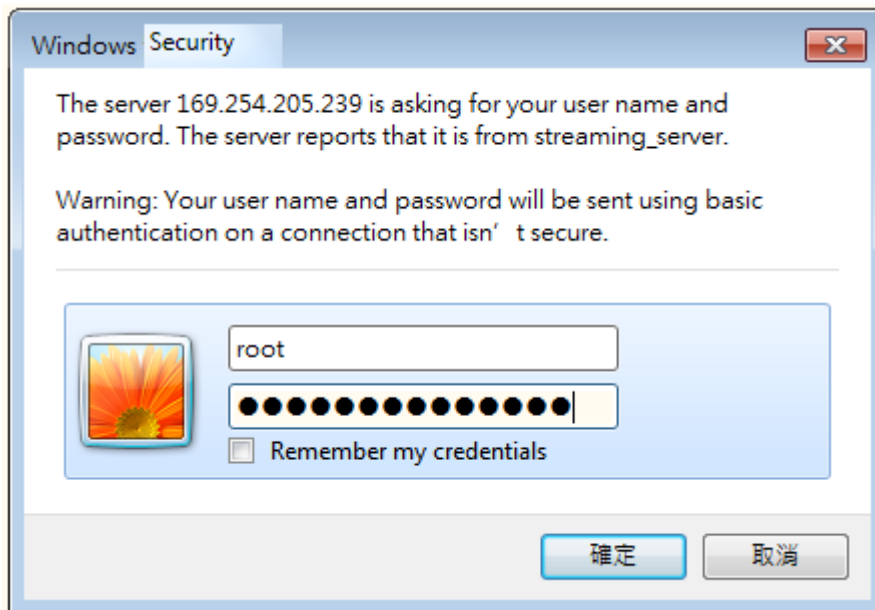 Windows Security
The server 169.254.205.239 is asking for your user name and
password. The server reports that it is from streaming_server.
Warning: Your user name and password will be sent using basic
authentication on a connection that isn’ t secure.
root
●●●●●●●●●●●●●●
Remember my credentials
確定
取消